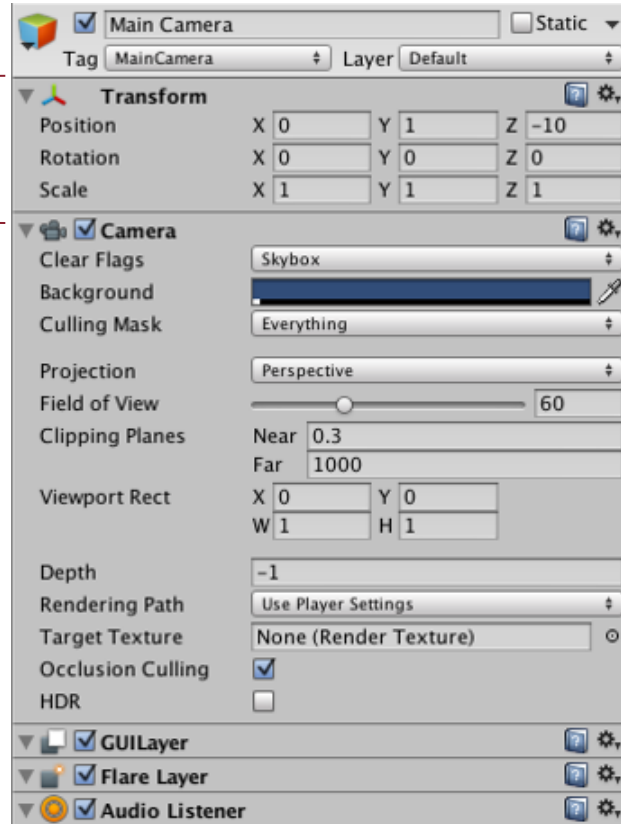 Main Camera Static
Tag MainCamera Layer Default
Transform
Position X 0 Y 1 Z -10
Rotation X 0 Y 0 Z 0
Scale X 1 Y 1 Z 1
Camera
Clear Flags Skybox
Background
Culling Mask Everything
Projection Perspective
Field of View 60
Clipping Planes Near 0.3
Far 1000
Viewport Rect X 0 Y 0
W 1 H 1
Depth -1
Rendering Path Use Player Settings
Target Texture None (Render Texture)
Occlusion Culling
HDR
GUILayer
Flare Layer
Audio Listener